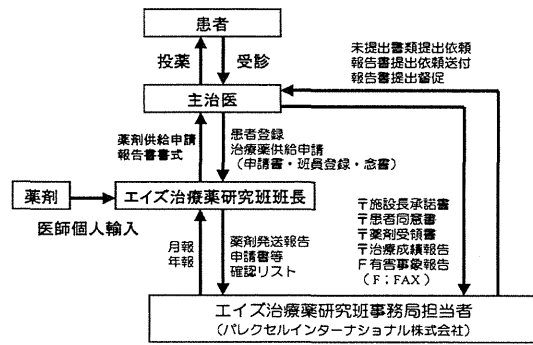 患者
投薬
受診
未提出書類提出依頼
報告書提出依頼送付
報告書提出督促
主治医
薬剤供給申請
報告書書式
患者登録
治療薬供給申請
（申請書・班員登録・念書）
薬剤
エイズ治療薬研究班班長
医師個人輸入
月報
年報
薬剤発送報告
申請書等
確認リスト
〒施設長承諾書
〒患者同意書
〒薬剤受領書
〒治療成績報告
F有害事象報告
（F；FAX）
エイズ治療薬研究班事務局担当者
（パレクセルインターナショナル株式会社）